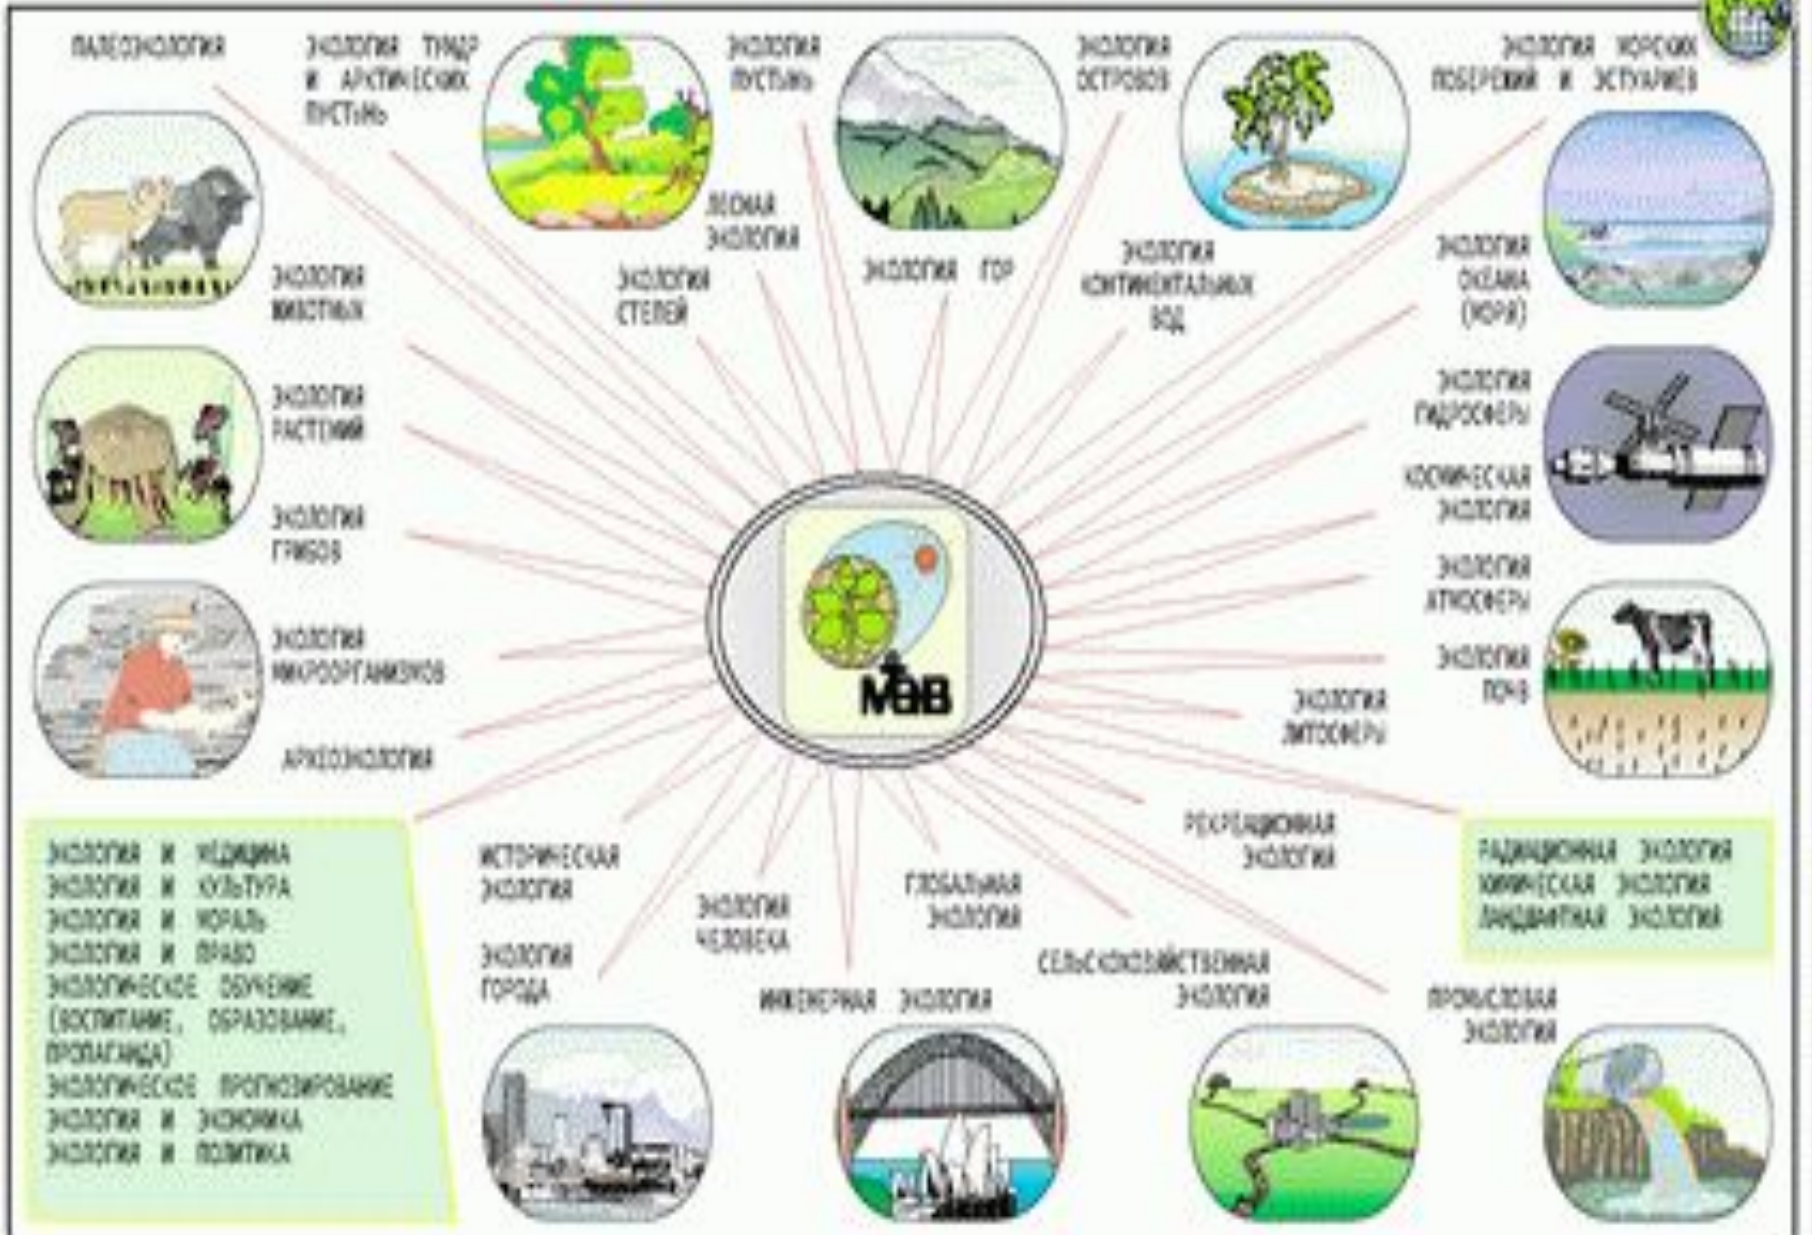 ПАЛЕОЭКОЛОГИЯ
ЭКОЛОГИЯ ТУНДР
И АРКТИЧЕСКИХ
ПУСТЫНЬ
ЭКОЛОГИЯ
ПУСТЫНЬ
ЭКОЛОГИЯ
ОСТРОВОВ
ЭКОЛОГИЯ МОРСКИХ
ПОБЕРЕЖИЙ И ЭСТУАРИЕВ
ЛЕСНАЯ
ЭКОЛОГИЯ
ЭКОЛОГИЯ
СТЕПЕЙ
ЭКОЛОГИЯ ГОР
ЭКОЛОГИЯ
КОНТИНЕНТАЛЬНЫХ
ВОД
ЭКОЛОГИЯ
ОКЕАНА
(МОРЯ)
ЭКОЛОГИЯ
ЖИВОТНЫХ
ЭКОЛОГИЯ
РАСТЕНИЙ
ЭКОЛОГИЯ
ГРИБОВ
ЭКОЛОГИЯ
МИКРООРГАНИЗМОВ
АРХЕОЭКОЛОГИЯ
ЭКОЛОГИЯ
ГИДРОСФЕРЫ
КОСМИЧЕСКАЯ
ЭКОЛОГИЯ
ЭКОЛОГИЯ
АТМОСФЕРЫ
ЭКОЛОГИЯ
ПОЧВ
ЭКОЛОГИЯ
ЛИТОСФЕРЫ
МэВ
ЭКОЛОГИЯ И МЕДИЦИНА
ЭКОЛОГИЯ И КУЛЬТУРА
ЭКОЛОГИЯ И МОРАЛЬ
ЭКОЛОГИЯ И ПРАВО
ЭКОЛОГИЧЕСКОЕ ОБУЧЕНИЕ
(ВОСПИТАНИЕ, ОБРАЗОВАНИЕ,
ПРОПАГАНДА)
ЭКОЛОГИЧЕСКОЕ ПРОГНОЗИРОВАНИЕ
ЭКОЛОГИЯ И ЭКОНОМИКА
ЭКОЛОГИЯ И ПОЛИТИКА
ИСТОРИЧЕСКАЯ
ЭКОЛОГИЯ
ЭКОЛОГИЯ
ГОРОДА
ЭКОЛОГИЯ
ЧЕЛОВЕКА
ИНЖЕНЕРНАЯ ЭКОЛОГИЯ
ГЛОБАЛЬНАЯ
ЭКОЛОГИЯ
СЕЛЬСКОХОЗЯЙСТВЕННАЯ
ЭКОЛОГИЯ
РЕКРЕАЦИОННАЯ
ЭКОЛОГИЯ
ПРОМЫСЛОВАЯ
ЭКОЛОГИЯ
РАДИАЦИОННАЯ ЭКОЛОГИЯ
ХИМИЧЕСКАЯ ЭКОЛОГИЯ
ЛАНДШАФТНАЯ ЭКОЛОГИЯ